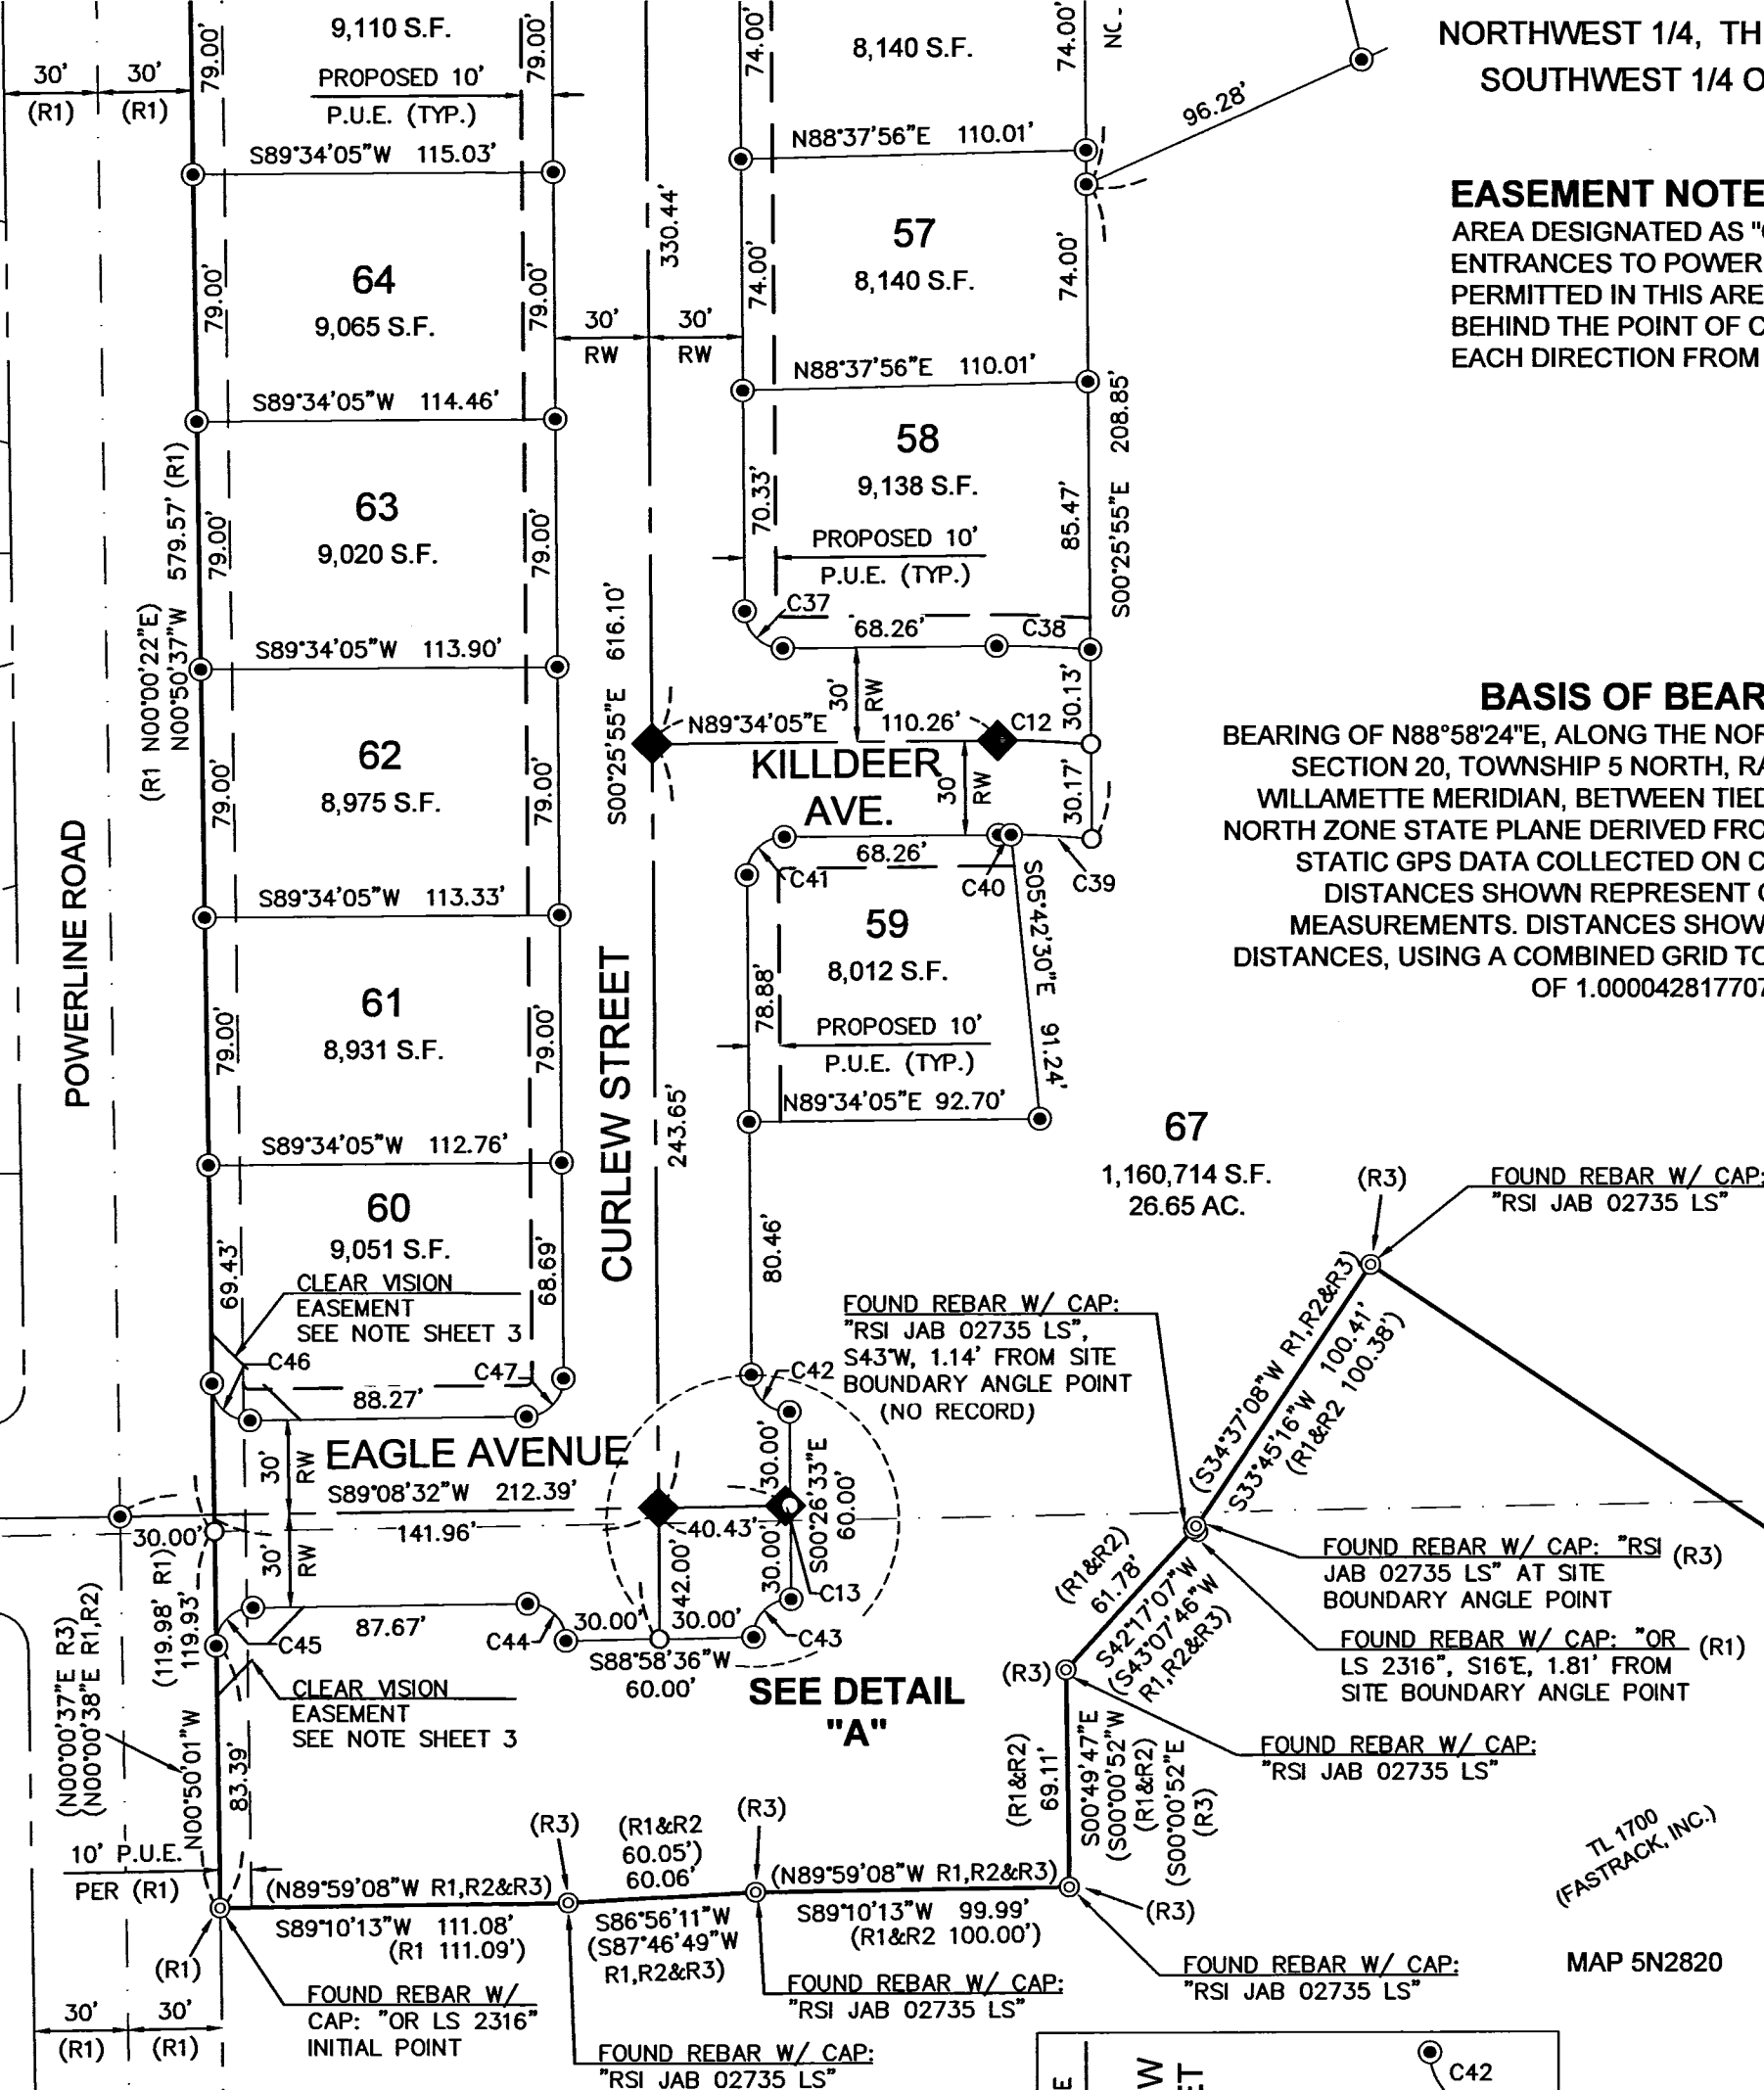 NORTHWEST 1/4, TH
SOUTHWEST 1/4 O
EASEMENT NOTE
AREA DESIGNATED AS "
ENTRANCES TO POWER
PERMITTED IN THIS ARE
BEHIND THE POINT OF C
EACH DIRECTION FROM
BASIS OF BEAR
BEARING OF N88°58'24"E, ALONG THE NOR
SECTION 20, TOWNSHIP 5 NORTH, RA
WILLAMETTE MERIDIAN, BETWEEN TIED
NORTH ZONE STATE PLANE DERIVED FRO
STATIC GPS DATA COLLECTED ON C
DISTANCES SHOWN REPRESENT
MEASUREMENTS. DISTANCES SHOW
DISTANCES, USING A COMBINED GRID TO
OF 1.000042817707
30'
(R1)
30'
(R1)
79.00'
9,110 S.F.
79.00'
PROPOSED 10'
P.U.E. (TYP.)
S89°34'05"W 115.03'
74.00'
8,140 S.F.
74.00'
96.28'
N88°37'56"E 110.01'
330.44'
64
9,065 S.F.
79.00'
79.00'
30'
RW
30'
RW
57
8,140 S.F.
74.00'
74.00'
N88°37'56"E 110.01'
S89°34'05"W 114.46'
(R1 N00°00'22"E)
N00°50'37"W 579.57' (R1)
63
9,020 S.F.
79.00'
79.00'
58
9,138 S.F.
70.33'
85.47'
S00°25'55"E 208.85'
PROPOSED 10'
P.U.E. (TYP.)
C37
68.26'
C38
S89°34'05"W 113.90'
S00°25'55"E 616.10'
30'
RW
30.13'
N89°34'05"E 110.26'
C12
KILLDEER
AVE.
30'
RW
30.17'
62
8,975 S.F.
79.00'
79.00'
68.26'
C41
C40
C39
S05°42'30"E 91.24'
S89°34'05"W 113.33'
POWERLINE ROAD
59
8,012 S.F.
78.88'
PROPOSED 10'
P.U.E. (TYP.)
N89°34'05"E 92.70'
61
8,931 S.F.
79.00'
79.00'
CURLEW STREET
243.65'
S89°34'05"W 112.76'
67
1,160,714 S.F.
26.65 AC.
60
9,051 S.F.
69.43'
68.69'
80.46'
CLEAR VISION
EASEMENT
SEE NOTE SHEET 3
C46
C47
88.27'
C42
(R3)
FOUND REBAR W/ CAP:
"RSI JAB 02735 LS"
FOUND REBAR W/ CAP:
"RSI JAB 02735 LS",
S43°W, 1.14' FROM SITE
BOUNDARY ANGLE POINT
(NO RECORD)
(S34°37'08"W R1,R2&R3)
S33°45'16"W 100.41'
(R1&R2 100.38')
EAGLE AVENUE
30'
RW
S89°08'32"W 212.39'
30.00'
141.96'
40.43'
30.00'
S00°26'33"E
60.00'
30'
RW
42.00'
30.00'
C13
(119.98' R1)
119.93'
87.67'
C45
C44
30.00'
30.00'
C43
S88°58'36"W
60.00'
SEE DETAIL
"A"
CLEAR VISION
EASEMENT
SEE NOTE SHEET 3
(R1&R2)
61.78'
S42°17'07"W
(S43°07'46"W
R1,R2&R3)
FOUND REBAR W/ CAP: "RSI (R3)
JAB 02735 LS" AT SITE
BOUNDARY ANGLE POINT
FOUND REBAR W/ CAP: "OR (R1)
LS 2316", S16°E, 1.81' FROM
SITE BOUNDARY ANGLE POINT
(R3)
FOUND REBAR W/ CAP:
"RSI JAB 02735 LS"
(N00°00'37"E R3)
(N00°00'38"E R1,R2)
N00°50'01"W
83.39'
(R1&R2)
69.11'
S00°49'47"E
(S00°00'52"W
(R1&R2)
(S00°00'52"E
(R3)
10' P.U.E.
PER (R1)
(R3)
(R1&R2
60.05')
60.06'
(R3)
(N89°59'08"W R1,R2&R3)
S89°10'13"W 111.08'
(R1 111.09')
S86°56'11"W
(S87°46'49"W
R1,R2&R3)
(N89°59'08"W R1,R2&R3)
S89°10'13"W 99.99'
(R1&R2 100.00')
(R3)
TL 1700
(FASTRACK, INC.)
MAP 5N2820
(R1)
30'
(R1)
30'
(R1)
FOUND REBAR W/
CAP: "OR LS 2316"
INITIAL POINT
FOUND REBAR W/ CAP:
"RSI JAB 02735 LS"
FOUND REBAR W/ CAP:
"RSI JAB 02735 LS"
FOUND REBAR W/ CAP:
"RSI JAB 02735 LS"
C42